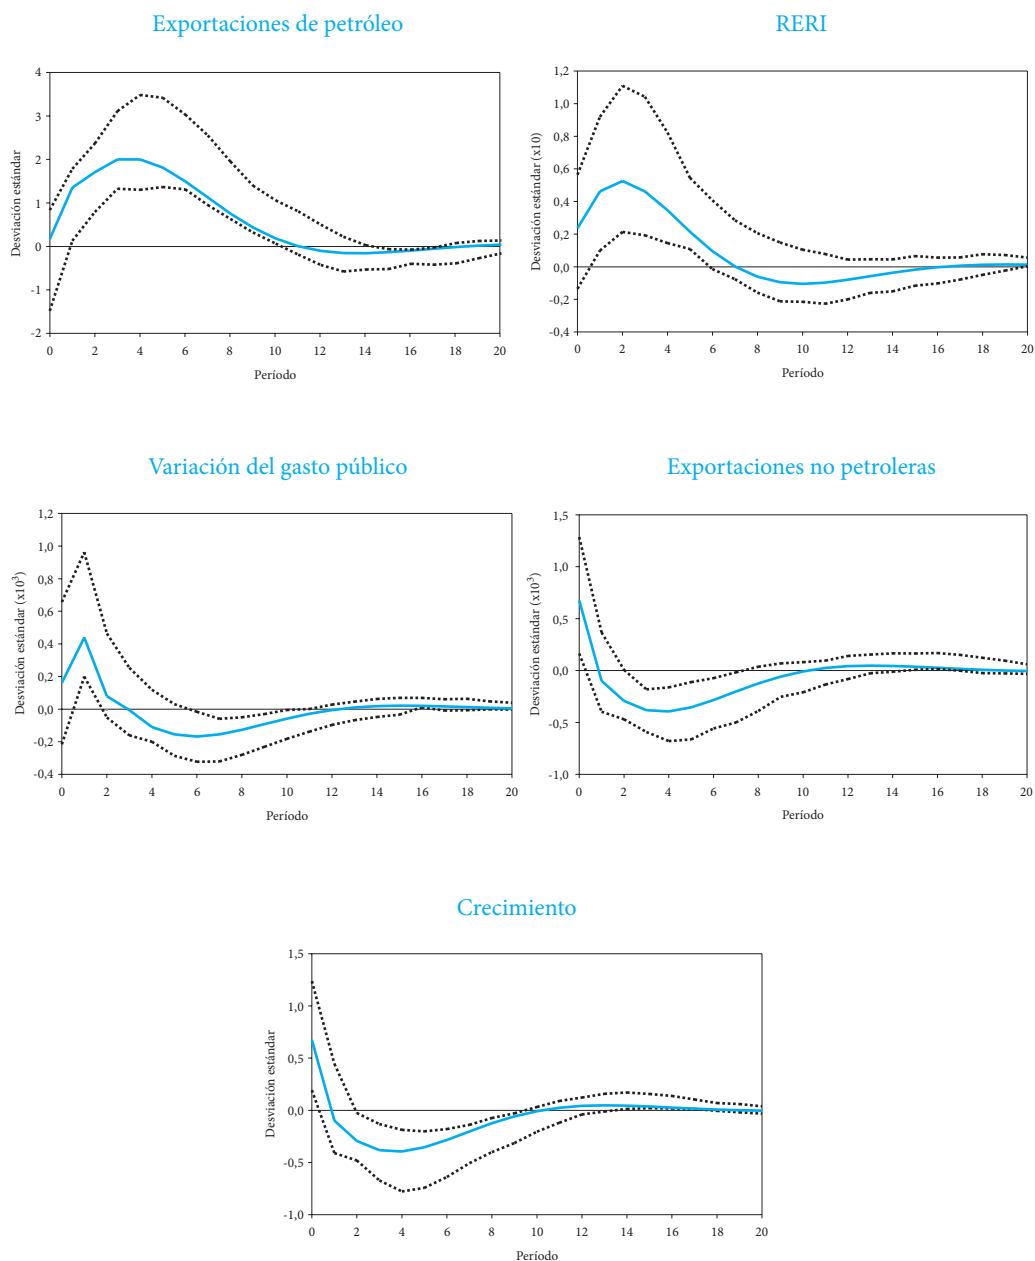 Exportaciones de petróleo
Desviación estándar
4
3
2
1
0
-1
-2
0 2 4 6 8 10 12 14 16 18 20
Período
RERI
Desviación estándar (x10)
1,2
1,0
0,8
0,6
0,4
0,2
0,0
-0,2
-0,4
0 2 4 6 8 10 12 14 16 18 20
Período
Variación del gasto público
Desviación estándar (x10³)
1,2
1,0
0,8
0,6
0,4
0,2
0,0
-0,2
-0,4
0 2 4 6 8 10 12 14 16 18 20
Período
Exportaciones no petroleras
Desviación estándar (x10³)
1,5
1,0
0,5
0,0
-0,5
-1,0
0 2 4 6 8 10 12 14 16 18 20
Período
Crecimiento
Desviación estándar
1,5
1,0
0,5
0,0
-0,5
-1,0
0 2 4 6 8 10 12 14 16 18 20
Período